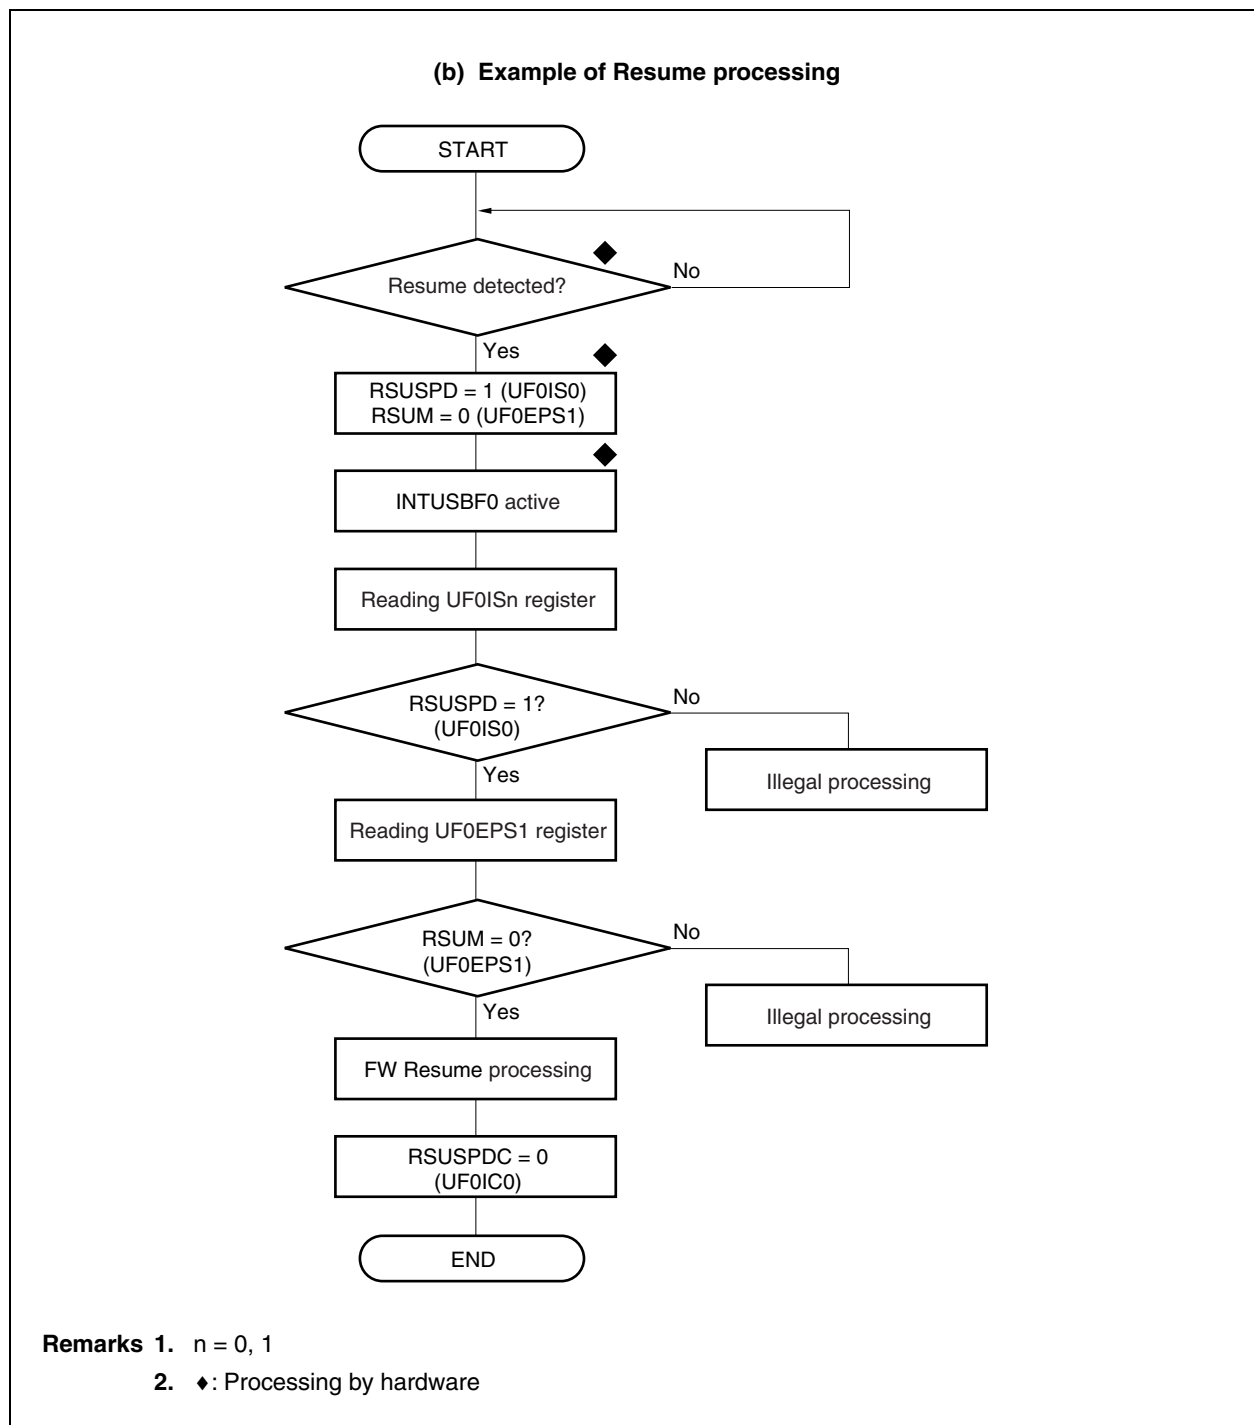 (b) Example of Resume processing
START
Resume detected?
No
Yes
RSUSPD = 1 (UF0IS0)
RSUM = 0 (UF0EPS1)
INTUSBF0 active
Reading UF0ISn register
RSUSPD = 1?
(UF0IS0)
No
Illegal processing
Yes
Reading UF0EPS1 register
RSUM = 0?
(UF0EPS1)
No
Illegal processing
Yes
FW Resume processing
RSUSPDC = 0
(UF0IC0)
END
Remarks 1. n = 0, 1
2. ♦: Processing by hardware